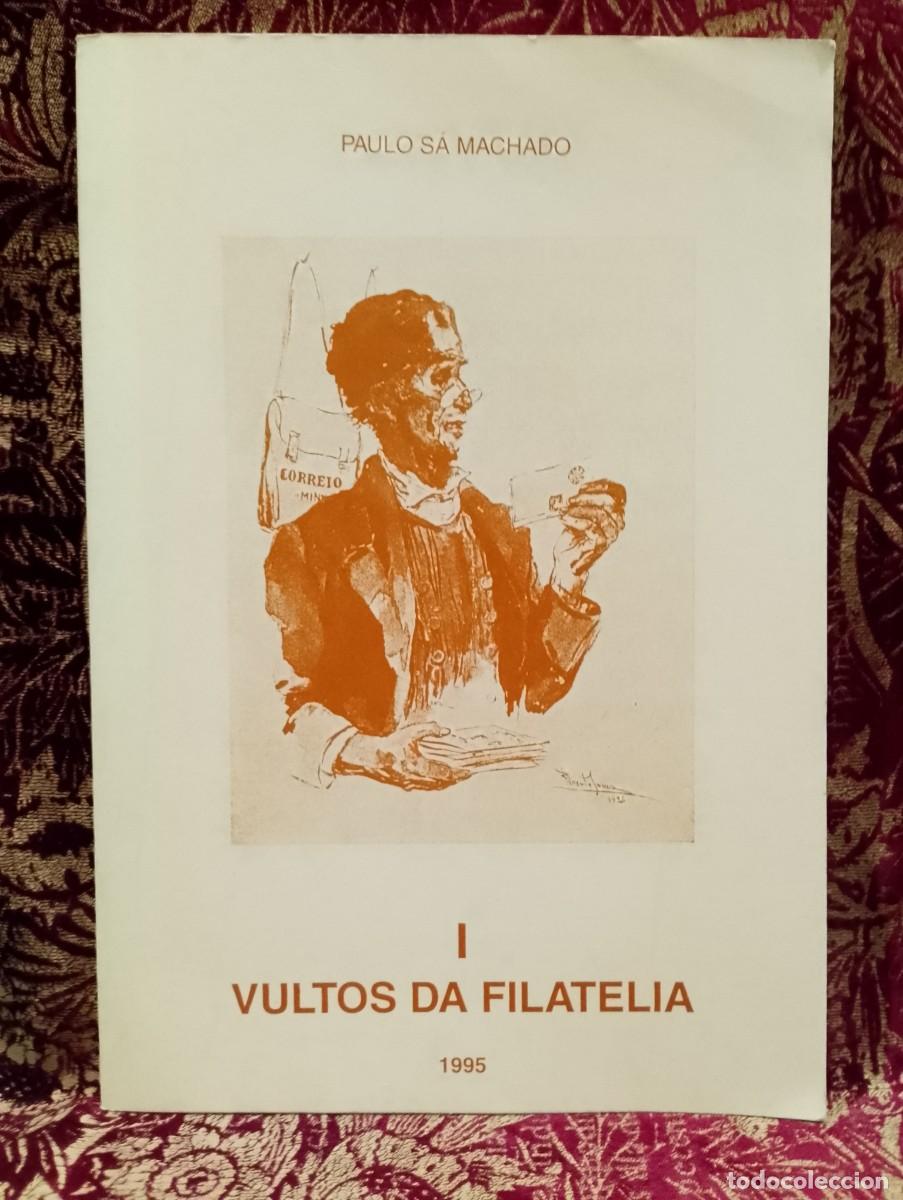 PAULO SÁ MACHADO
CORREIO
I
VULTOS DA FILATELIA
1995
todocoleccion